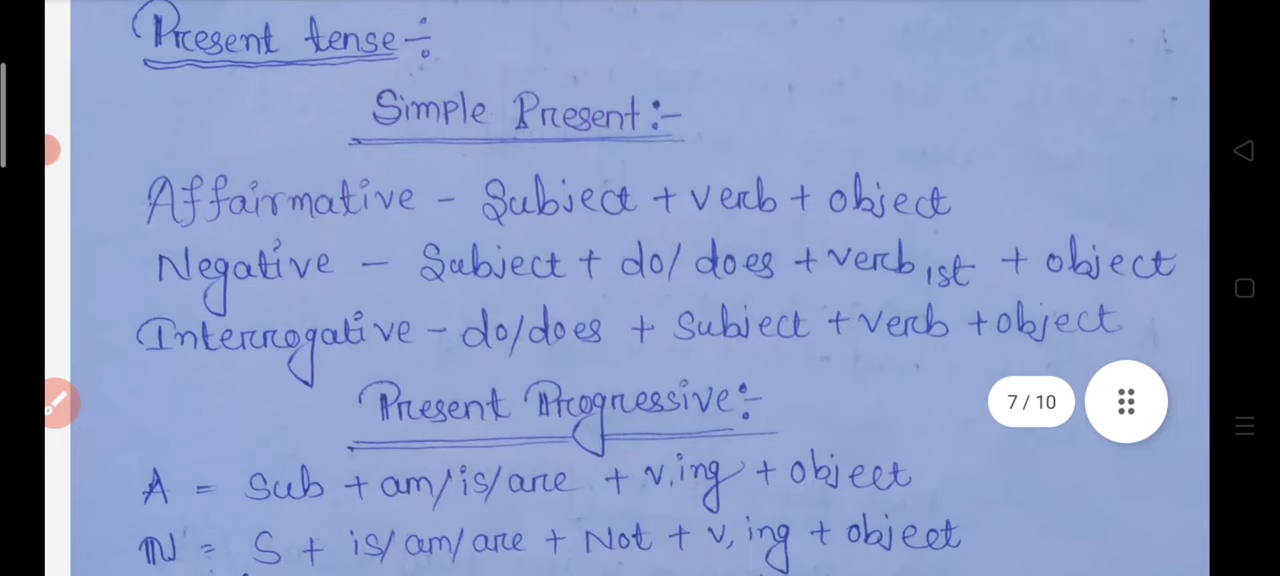 Present tense :-
Simple Present :-
Affairmative - Subject + verb + object
Negative - Subject + do/ does + verb 1st + object
Interrogative - do/does + subject + verb + object
Present Progressive :-
7 / 10
A = Sub + am/is/are + v,ing + object
N = S + is/am/are + Not + v, ing + object